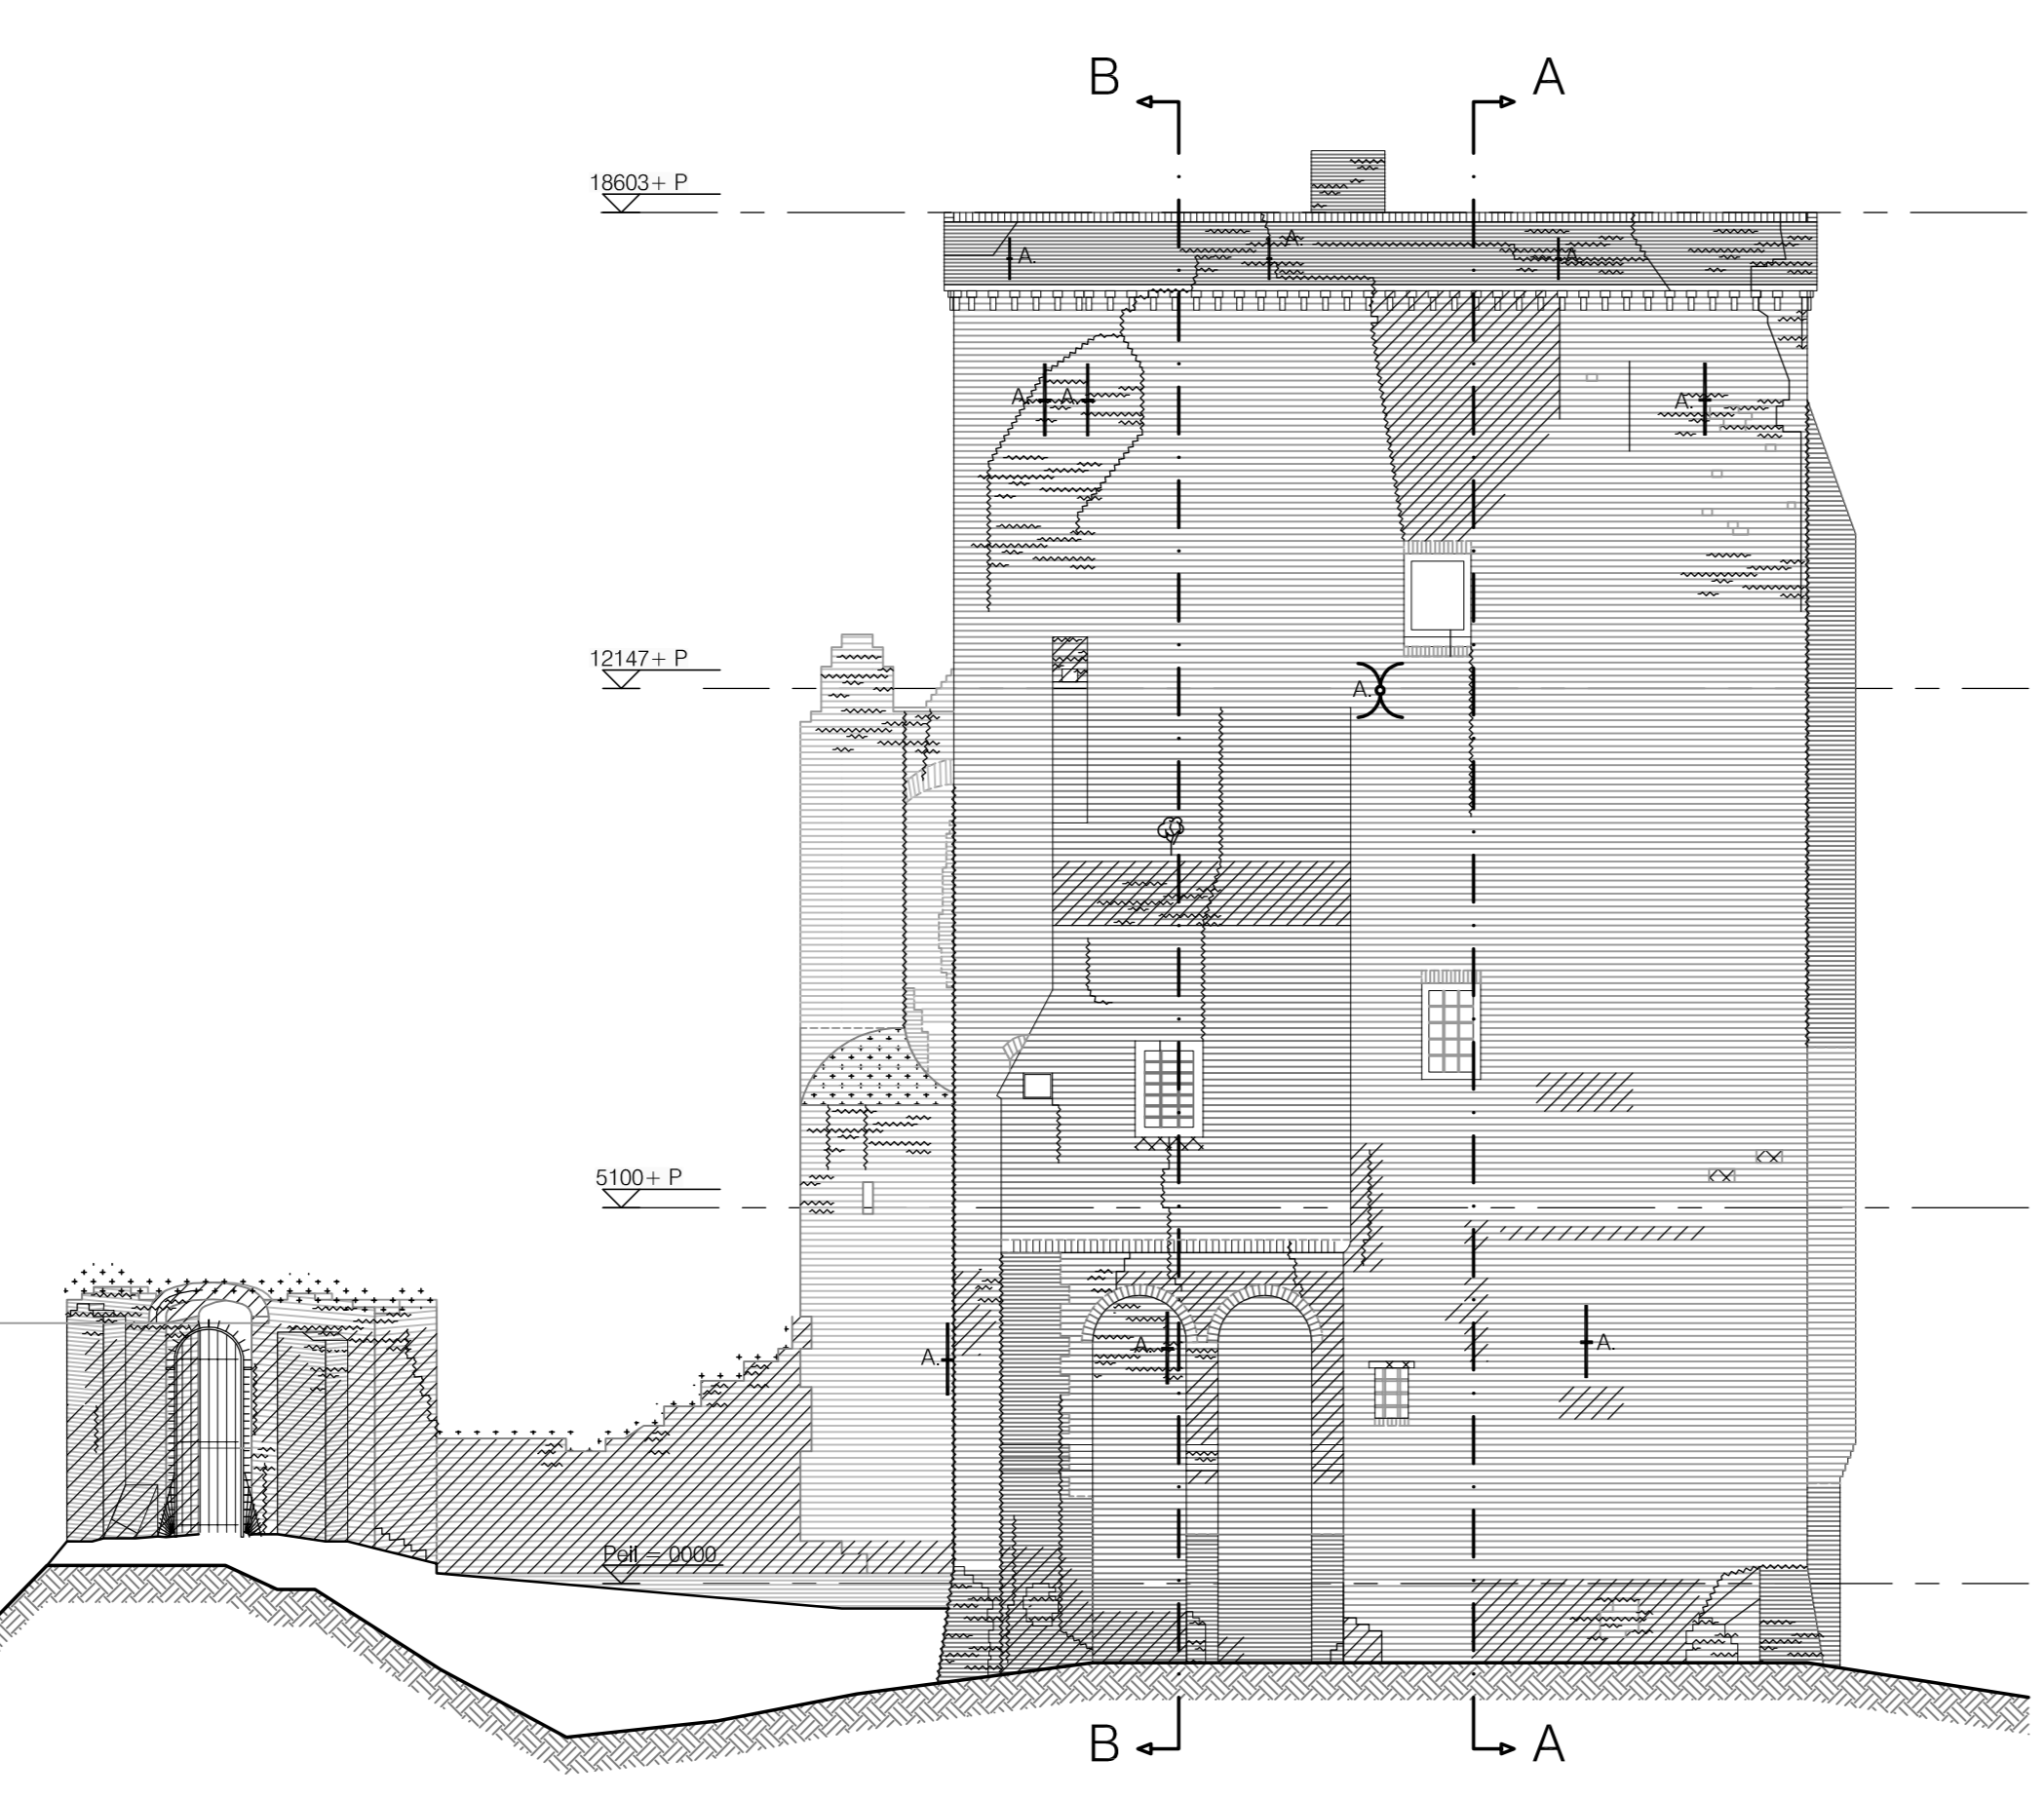 B A
18603+ P
A. A. A.
A. A. A.
12147+ P
A.
5100+ P
A. A. A.
Peil = 0000
B A